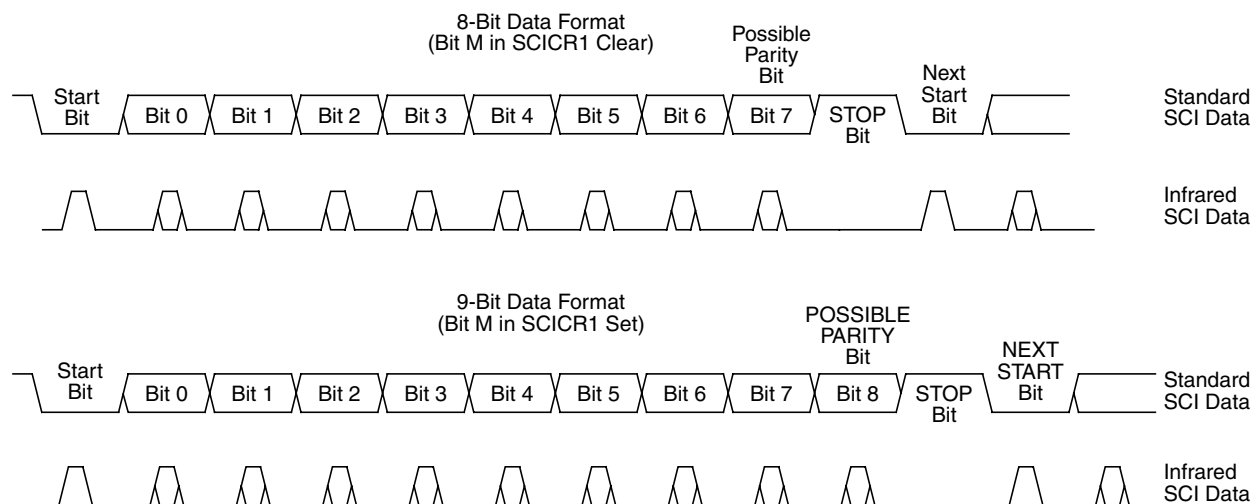 8-Bit Data Format
(Bit M in SCICR1 Clear)
Possible
Parity
Bit
Start
Bit
Bit 0
Bit 1
Bit 2
Bit 3
Bit 4
Bit 5
Bit 6
Bit 7
STOP
Bit
Next
Start
Bit
Standard
SCI Data
Infrared
SCI Data
9-Bit Data Format
(Bit M in SCICR1 Set)
POSSIBLE
PARITY
Bit
Start
Bit
Bit 0
Bit 1
Bit 2
Bit 3
Bit 4
Bit 5
Bit 6
Bit 7
Bit 8
STOP
Bit
NEXT
START
Bit
Standard
SCI Data
Infrared
SCI Data